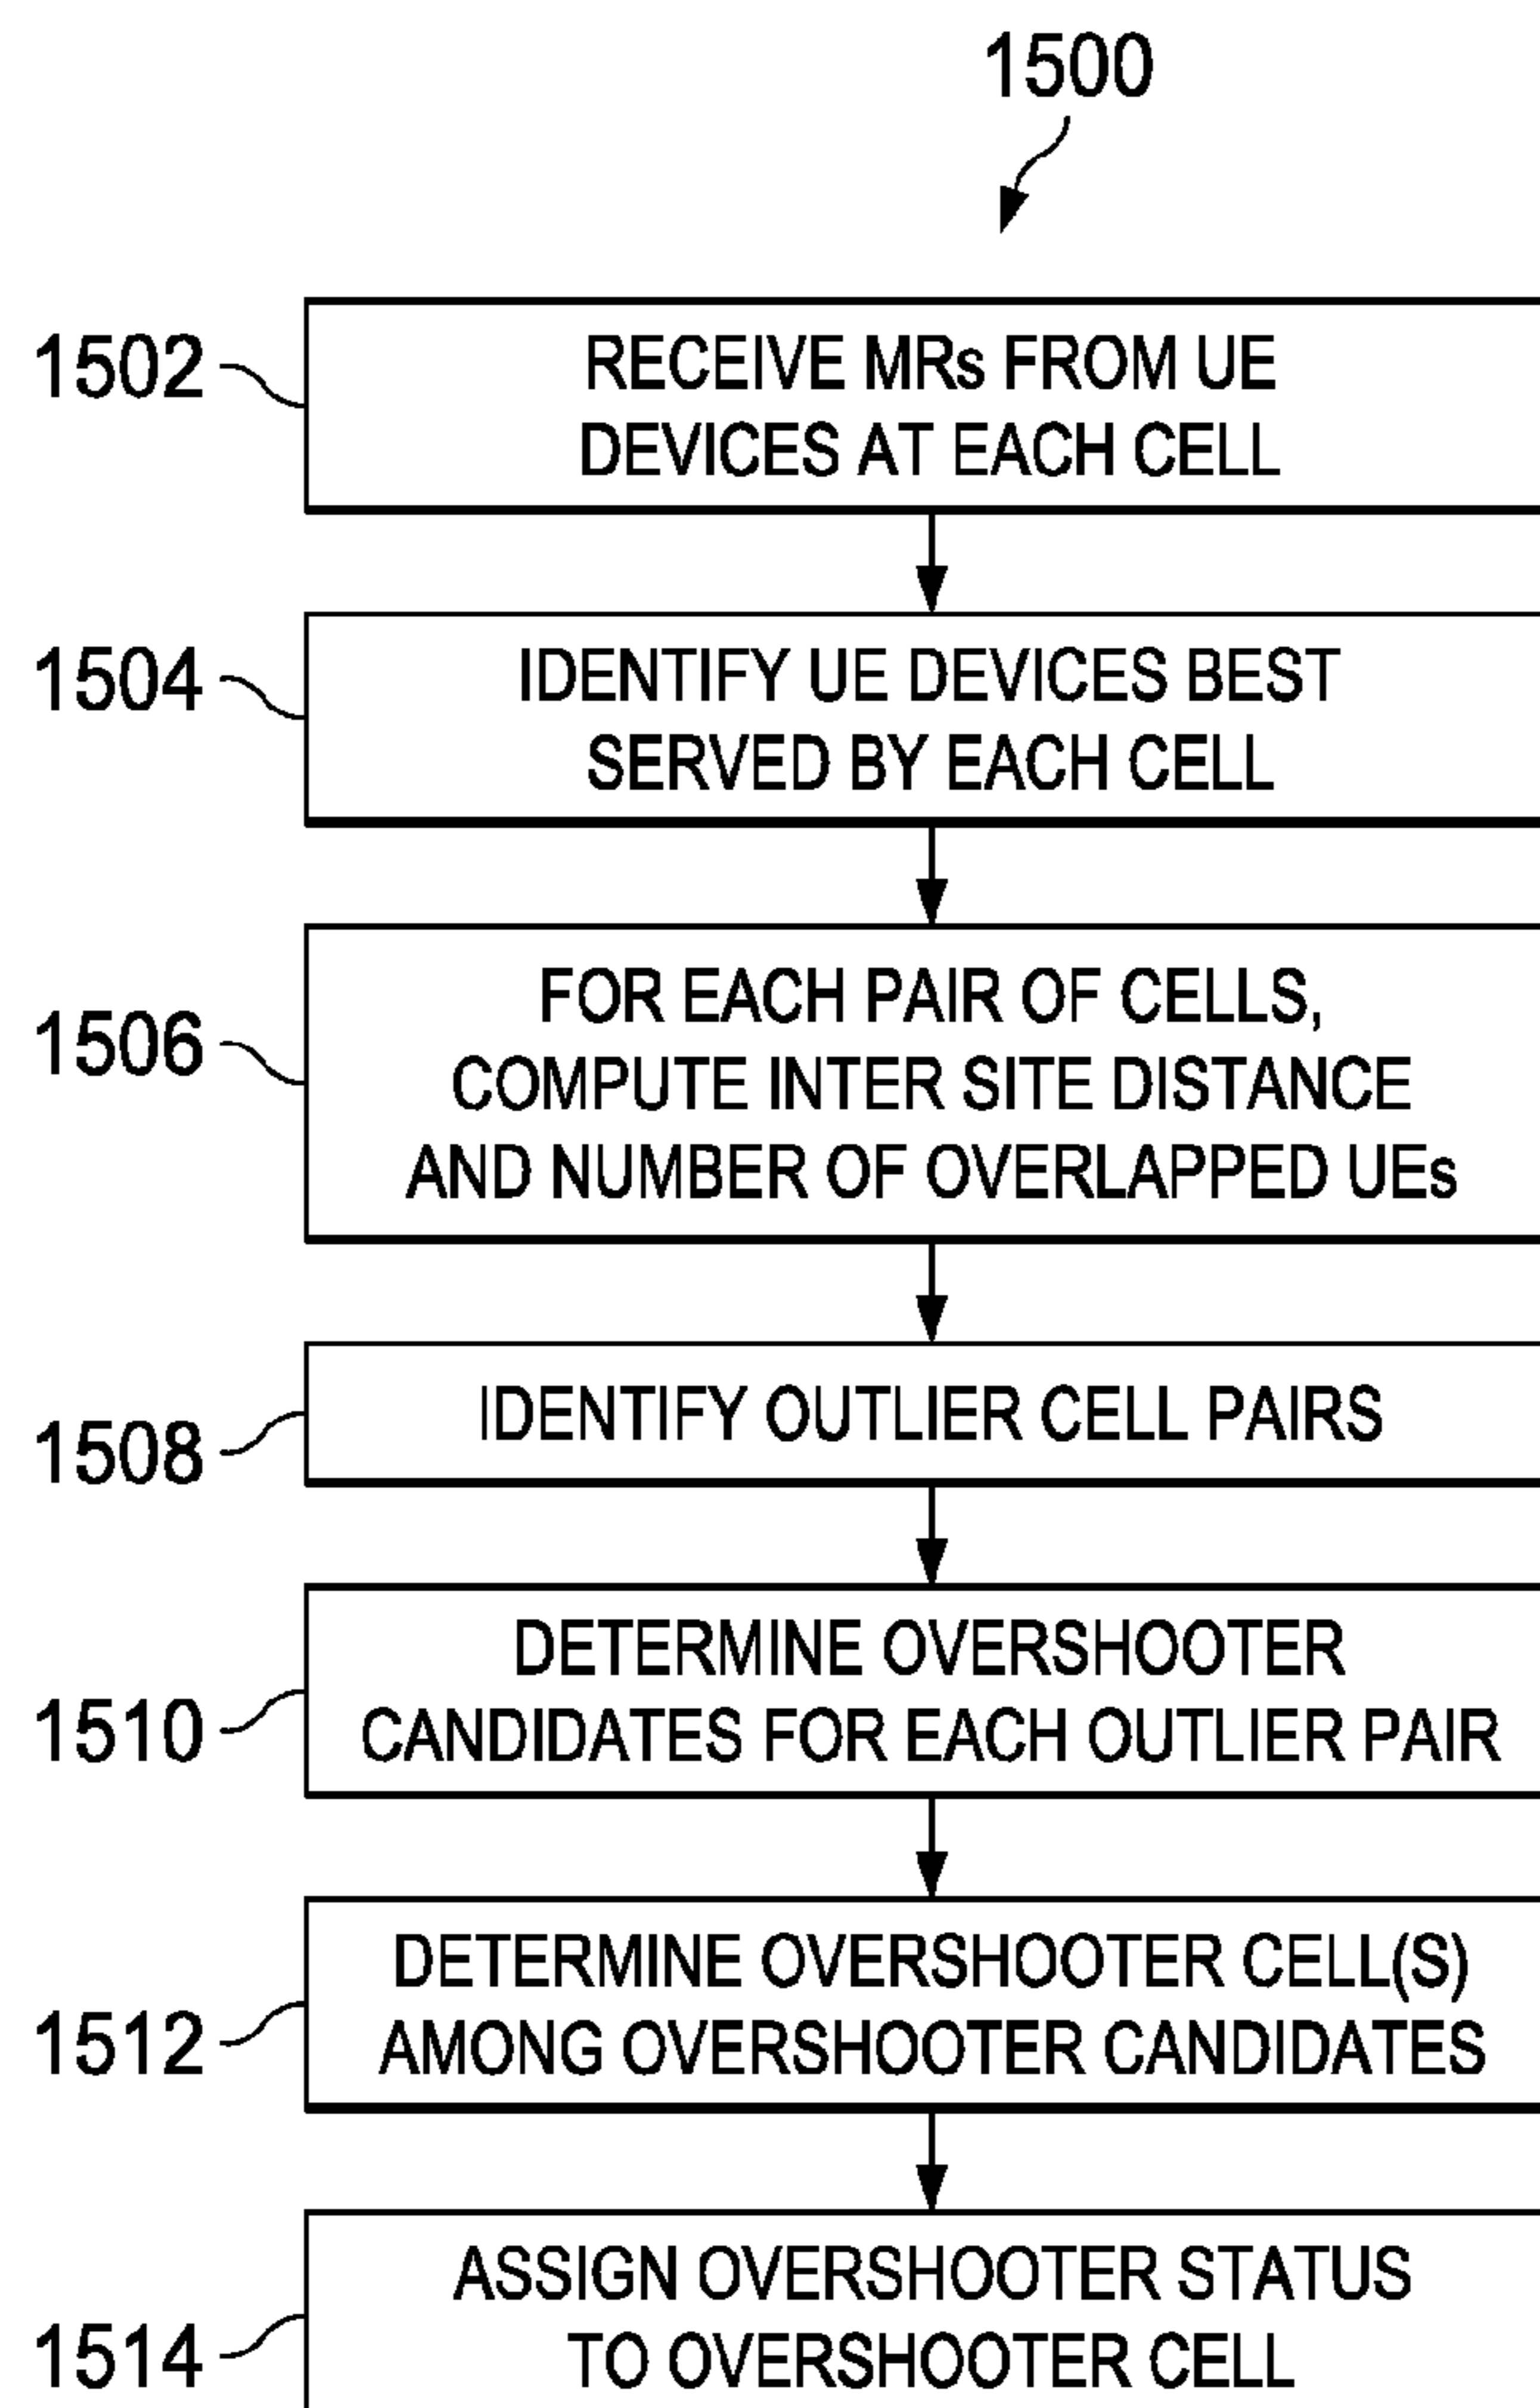 1500
1502
RECEIVE MRs FROM UE
DEVICES AT EACH CELL
1504
IDENTIFY UE DEVICES BEST
SERVED BY EACH CELL
1506
FOR EACH PAIR OF CELLS,
COMPUTE INTER SITE DISTANCE
AND NUMBER OF OVERLAPPED UEs
1508
IDENTIFY OUTLIER CELL PAIRS
1510
DETERMINE OVERSHOOTER
CANDIDATES FOR EACH OUTLIER PAIR
1512
DETERMINE OVERSHOOTER CELL(S)
AMONG OVERSHOOTER CANDIDATES
1514
ASSIGN OVERSHOOTER STATUS
TO OVERSHOOTER CELL